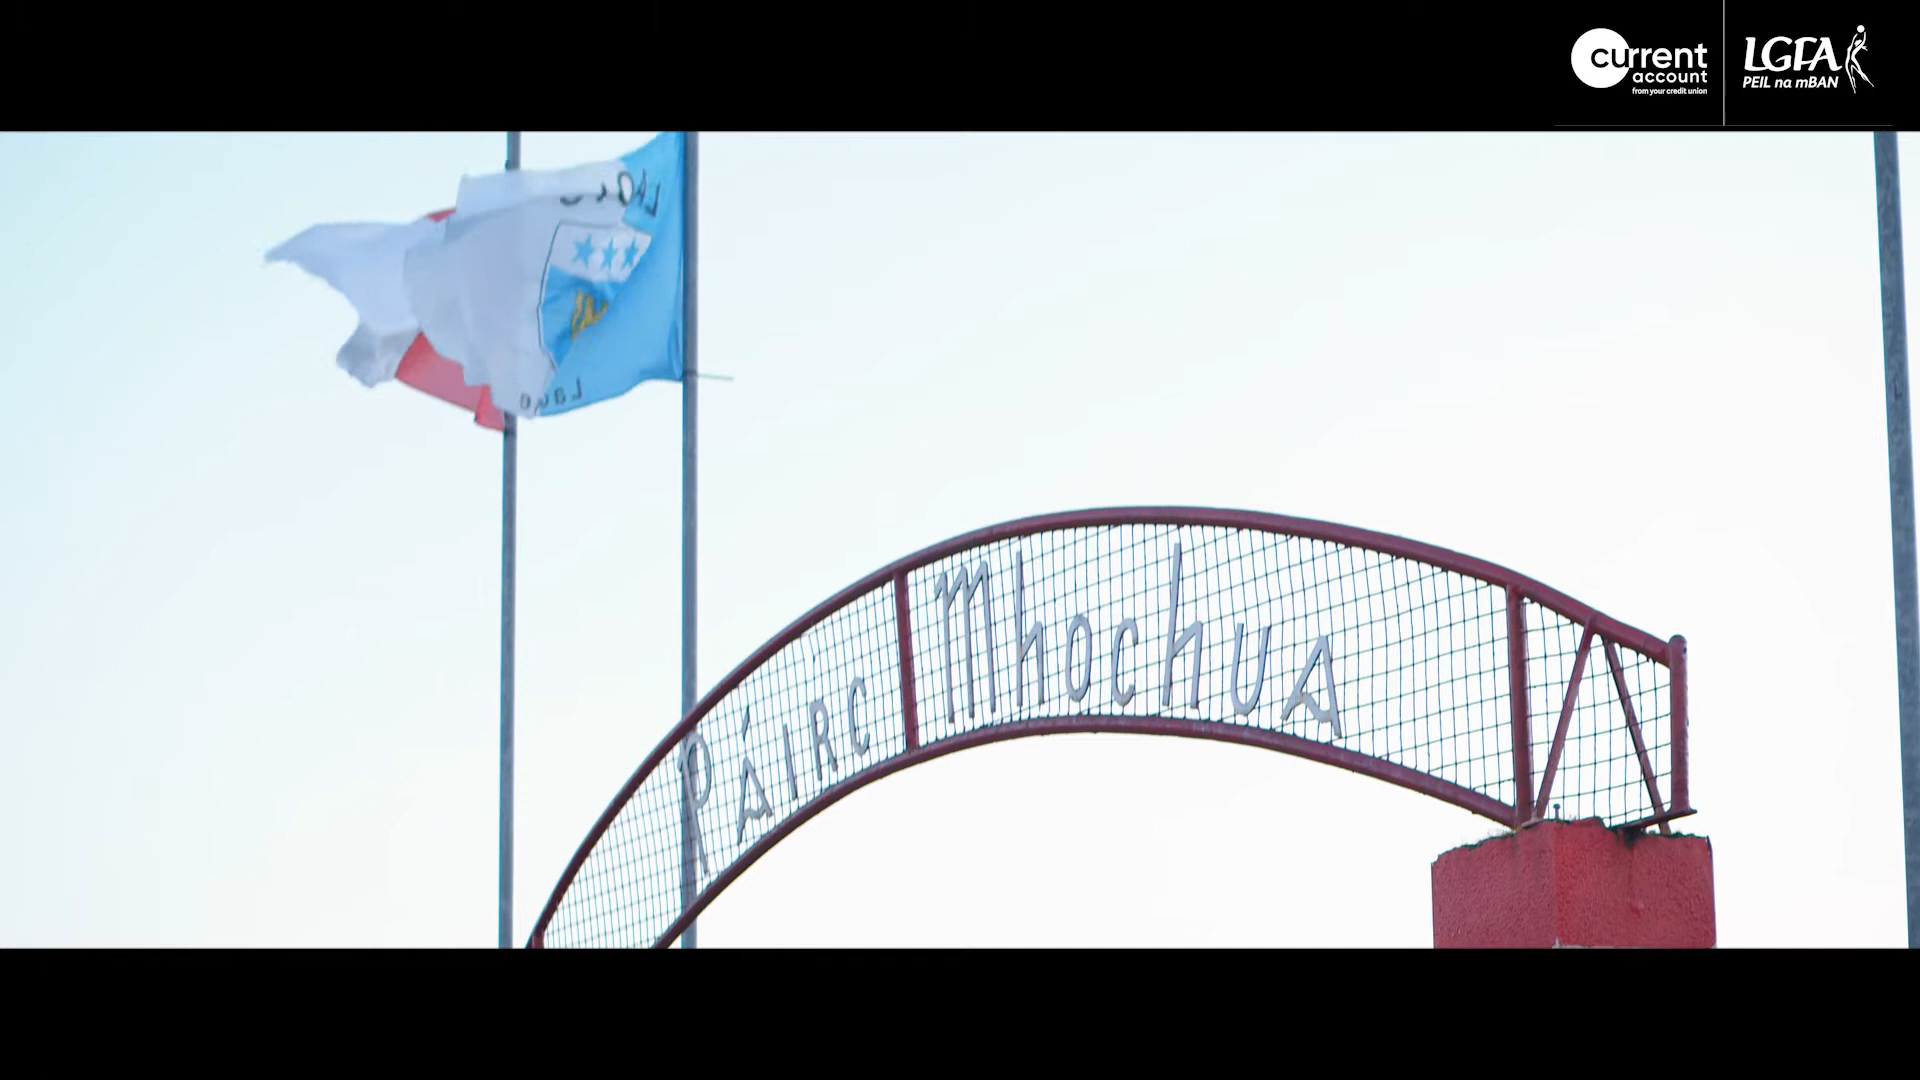 current
account
from your credit union
LGFA
PEIL na mBAN
PÁIRC MhochuA